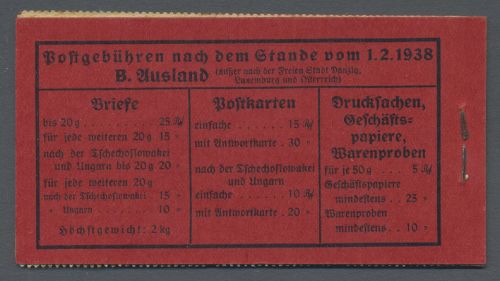 Postgebühren nach dem Stande vom 1.2.1938
B. Ausland (außer nach der Freien Stadt Danzig,
Luxemburg und Österreich)
Briefe
bis 20 g . . . . . . . . . 25 ₰
für jede weiteren 20 g 15 "
nach der Tschechoslowakei
und Ungarn bis 20 g 20 "
für jede weiteren 20 g
nach der Tschechoslowakei . 15 "
" Ungarn . . . . . 10 "
Höchstgewicht: 2 kg
Postkarten
einfache . . . . . . 15 ₰
mit Antwortkarte . 30 "
nach der Tschechoslowakei
und Ungarn
einfache . . . . . . 10 ₰
mit Antwortkarte . 20 "
Drucksachen,
Geschäfts-
papiere,
Warenproben
für je 50 g . . . 5 ₰
Geschäftspapiere
mindestens . . 25 "
Warenproben
mindestens . . 10 "